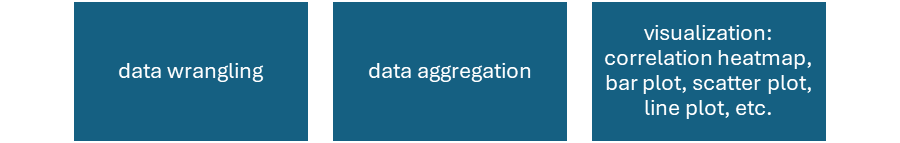 data wrangling
data aggregation
visualization:
correlation heatmap,
bar plot, scatter plot,
line plot, etc.